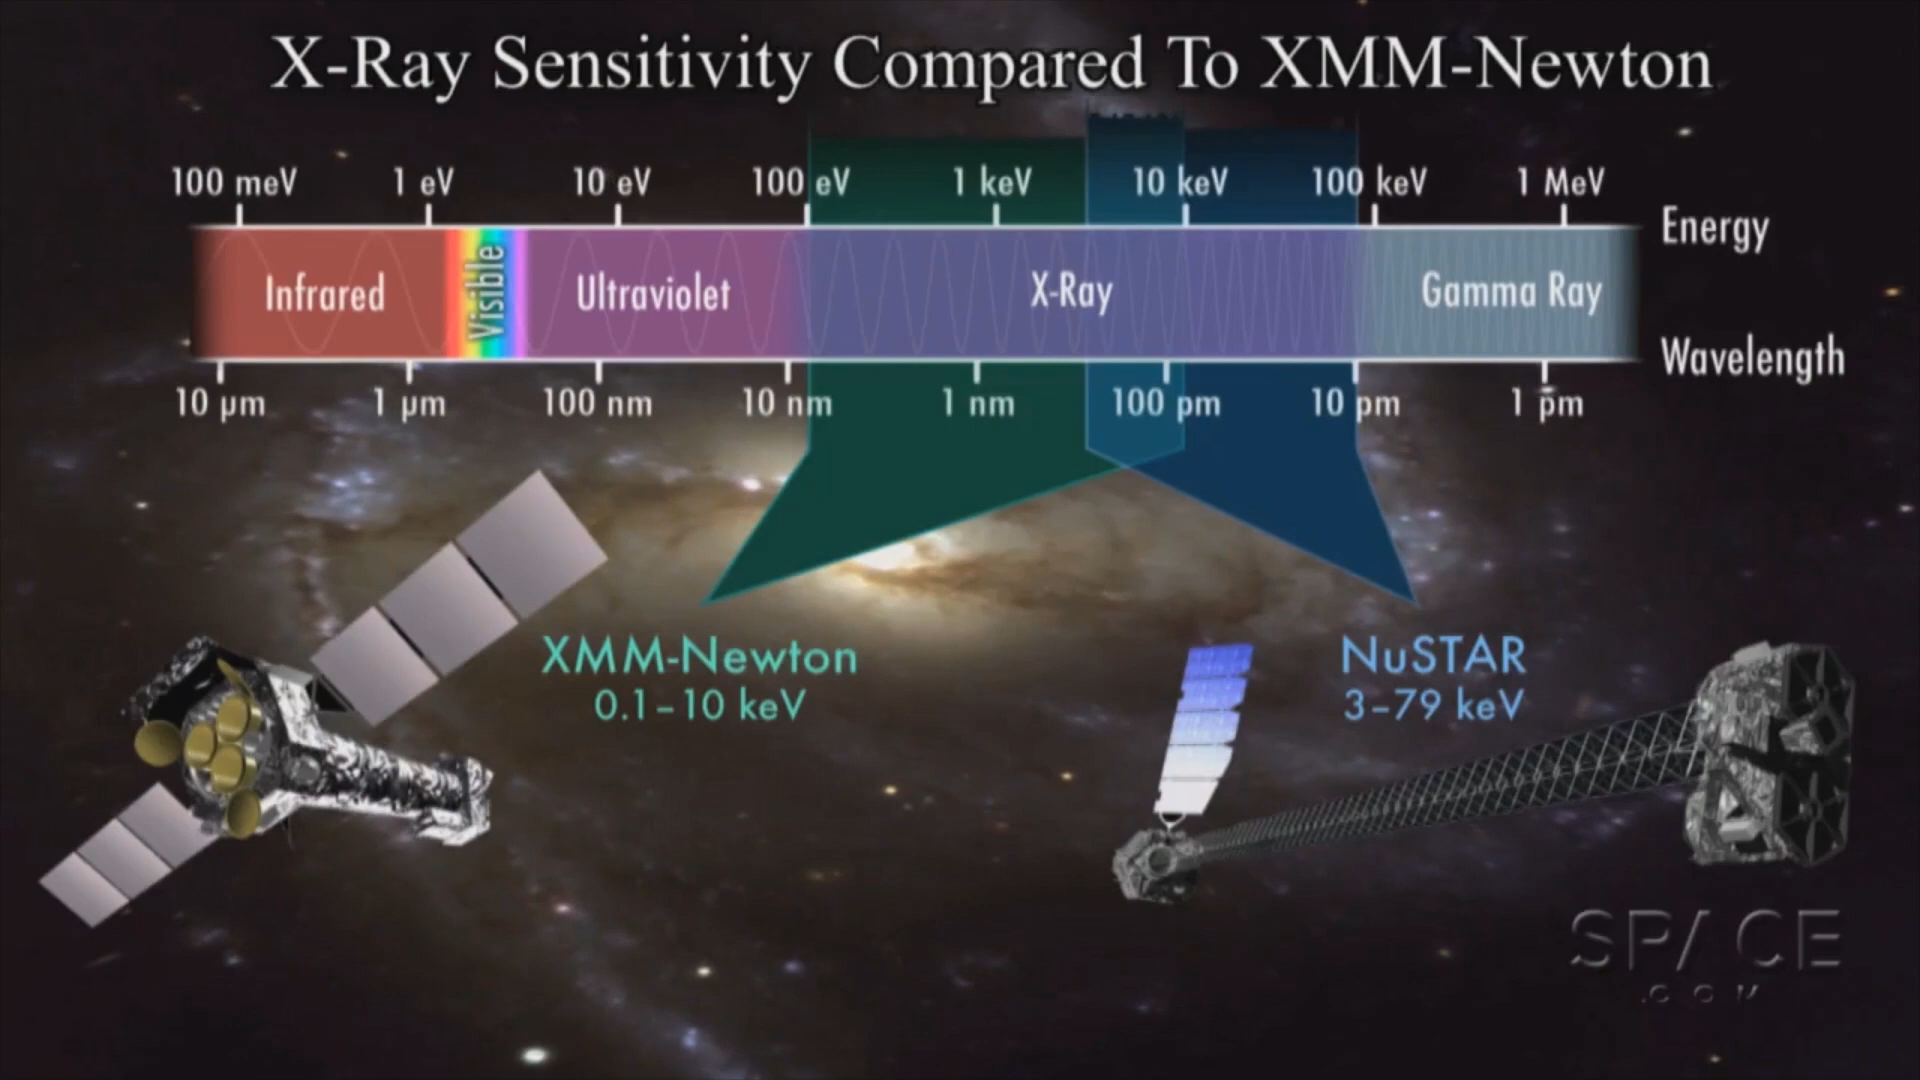 X-Ray Sensitivity Compared To XMM-Newton
100 meV 1 eV 10 eV 100 eV 1 keV 10 keV 100 keV 1 MeV
Energy
Infrared Visible Ultraviolet X-Ray Gamma Ray
Wavelength
10 µm 1 µm 100 nm 10 nm 1 nm 100 pm 10 pm 1 pm
XMM-Newton
0.1–10 keV
NuSTAR
3–79 keV
SPACE
.COM